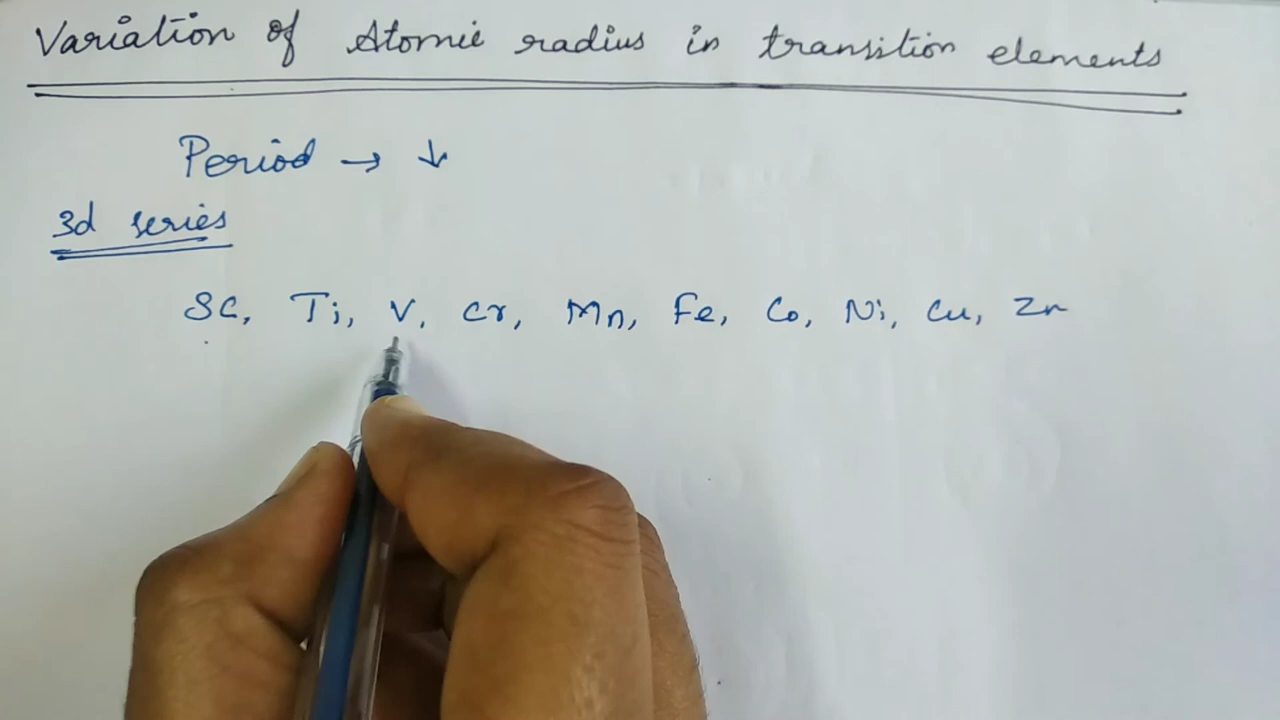 Variation of Atomic radius in transition elements
Period → ↓
3d series
Sc, Ti, V, Cr, Mn, Fe, Co, Ni, Cu, Zn